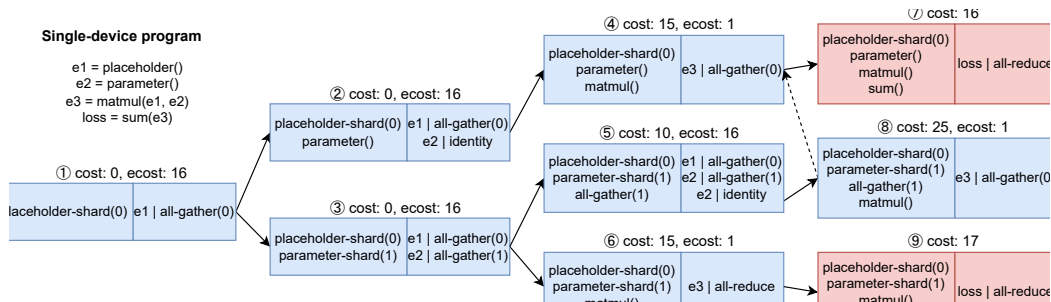 Single-device program
e1 = placeholder()
e2 = parameter()
e3 = matmul(e1, e2)
loss = sum(e3)
① cost: 0, ecost: 16
placeholder-shard(0)
e1 | all-gather(0)
② cost: 0, ecost: 16
placeholder-shard(0)
parameter()
e1 | all-gather(0)
e2 | identity
③ cost: 0, ecost: 16
placeholder-shard(0)
parameter-shard(1)
e1 | all-gather(0)
e2 | all-gather(1)
④ cost: 15, ecost: 1
placeholder-shard(0)
parameter()
matmul()
e3 | all-gather(0)
⑤ cost: 10, ecost: 16
placeholder-shard(0)
parameter-shard(1)
all-gather(1)
e1 | all-gather(0)
e2 | all-gather(1)
e2 | identity
⑥ cost: 15, ecost: 1
placeholder-shard(0)
parameter-shard(1)
matmul()
e3 | all-reduce
⑦ cost: 16
placeholder-shard(0)
parameter()
matmul()
sum()
loss | all-reduce
⑧ cost: 25, ecost: 1
placeholder-shard(0)
parameter-shard(1)
all-gather(1)
matmul()
e3 | all-gather(0
⑨ cost: 17
placeholder-shard(0)
parameter-shard(1)
matmul()
loss | all-reduce